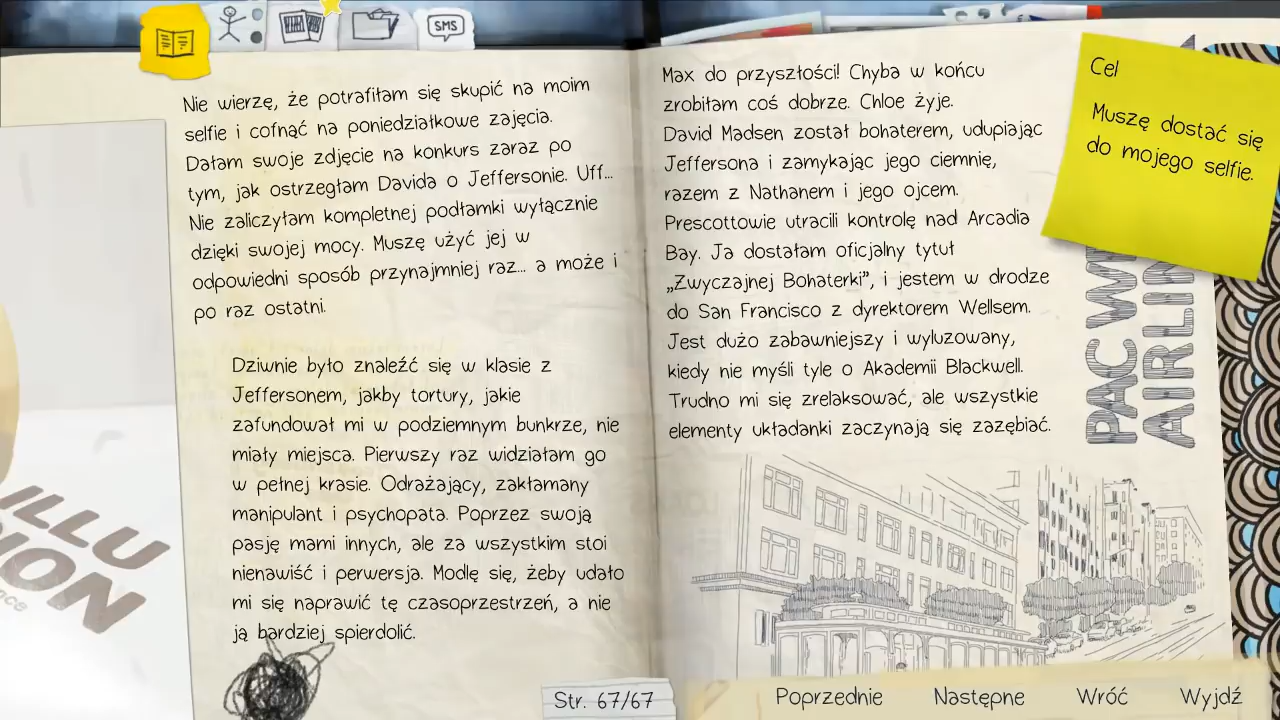 SMS
Nie wierzę, że potrafiłam się skupić na moim
selfie i cofnąć na poniedziałkowe zajęcia.
Dałam swoje zdjęcie na konkurs zaraz po
tym, jak ostrzegłam Davida o Jeffersonie. Uff...
Nie zaliczyłam kompletnej podłamki wyłącznie
dzięki swojej mocy. Muszę użyć jej w
odpowiedni sposób przynajmniej raz... a może i
po raz ostatni.
Dziwnie było znaleźć się w klasie z
Jeffersonem, jakby tortury, jakie
zafundował mi w podziemnym bunkrze, nie
miały miejsca. Pierwszy raz widziałam go
w pełnej krasie. Odrażający, zakłamany
manipulant i psychopata. Poprzez swoją
pasję mami innych, ale za wszystkim stoi
nienawiść i perwersja. Modlę się, żeby udało
mi się naprawić tę czasoprzestrzeń, a nie
ją bardziej spierdolić.
Max do przyszłości! Chyba w końcu
zrobiłam coś dobrze. Chloe żyje.
David Madsen został bohaterem, udupiając
Jeffersona i zamykając jego ciemnię,
razem z Nathanem i jego ojcem.
Prescottowie utracili kontrolę nad Arcadia
Bay. Ja dostałam oficjalny tytuł
„Zwyczajnej Bohaterki”, i jestem w drodze
do San Francisco z dyrektorem Wellsem.
Jest dużo zabawniejszy i wyluzowany,
kiedy nie myśli tyle o Akademii Blackwell.
Trudno mi się zrelaksować, ale wszystkie
elementy układanki zaczynają się zazębiać.
Cel
Muszę dostać się
do mojego selfie.
PAC W
AIRLIN
ILLU
ION
nce
Str. 67/67
Poprzednie
Następne
Wróć
Wyjdź